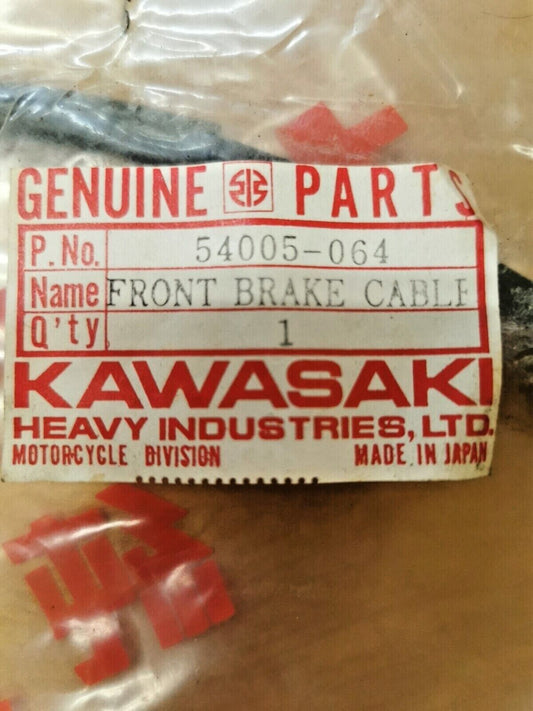 GENUINE PARTS
P. No. 54005-064
Name FRONT BRAKE CABLE
Q'ty 1
KAWASAKI
HEAVY INDUSTRIES, LTD.
MOTORCYCLE DIVISION MADE IN JAPAN